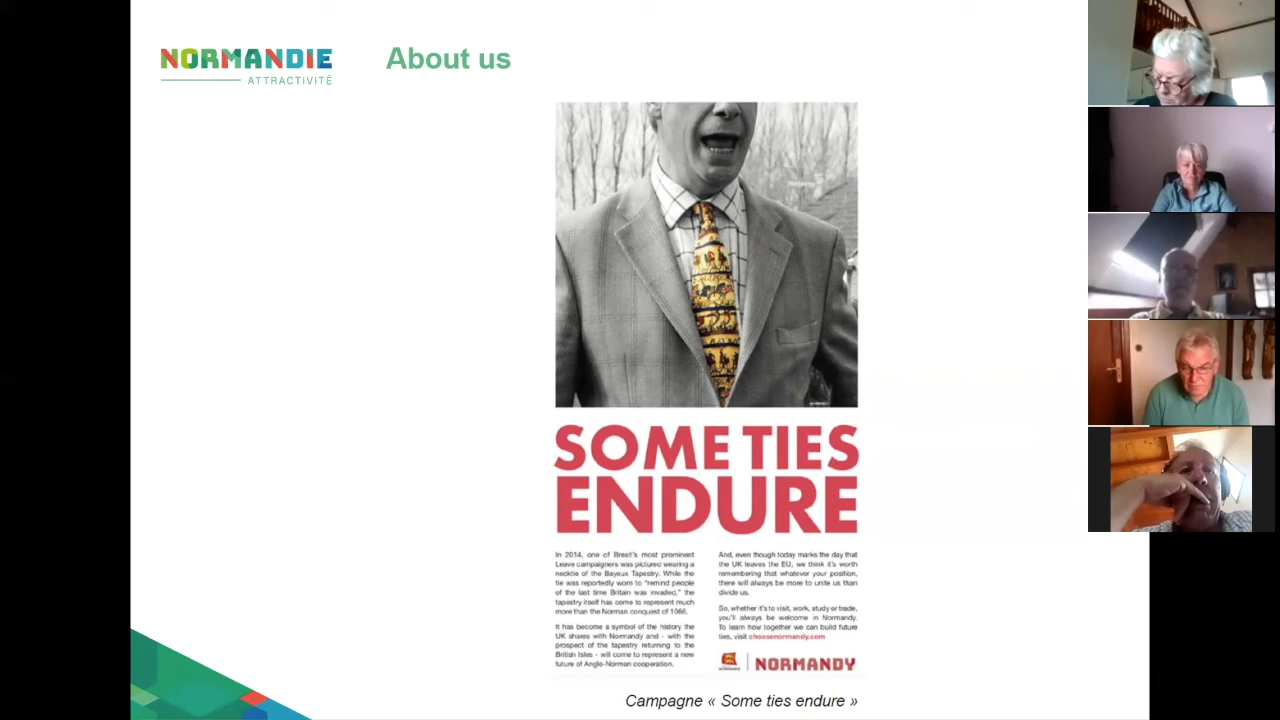 NORMANDIE
ATTRACTIVITÉ
About us
SOME TIES
ENDURE
In 2014, one of Brexit's most prominent
Leave campaigners was pictured wearing a
necktie of the Bayeux Tapestry. While the
tie was reportedly worn to "remind people
of the last time Britain was invaded," the
tapestry itself has come to represent much
more than the Norman conquest of 1066.
It has become a symbol of the history the
UK shares with Normandy and - with the
prospect of the tapestry returning to the
British Isles - will come to represent a new
future of Anglo-Norman cooperation.
And, even though today marks the day that
the UK leaves the EU, we think it's worth
remembering that whatever your position,
there will always be more to unite us than
divide us.
So, whether it's to visit, work, study or trade,
you'll always be welcome in Normandy.
To learn how together we can build future
ties, visit choosenormandy.com
NORMANDY
Campagne « Some ties endure »